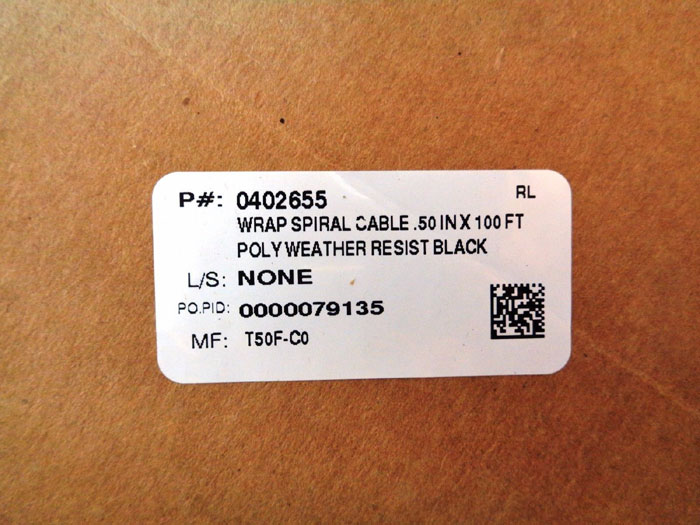 P#: 0402655 RL
WRAP SPIRAL CABLE .50 IN X 100 FT
POLY WEATHER RESIST BLACK
L/S: NONE
PO.PID: 0000079135
MF: T50F-C0